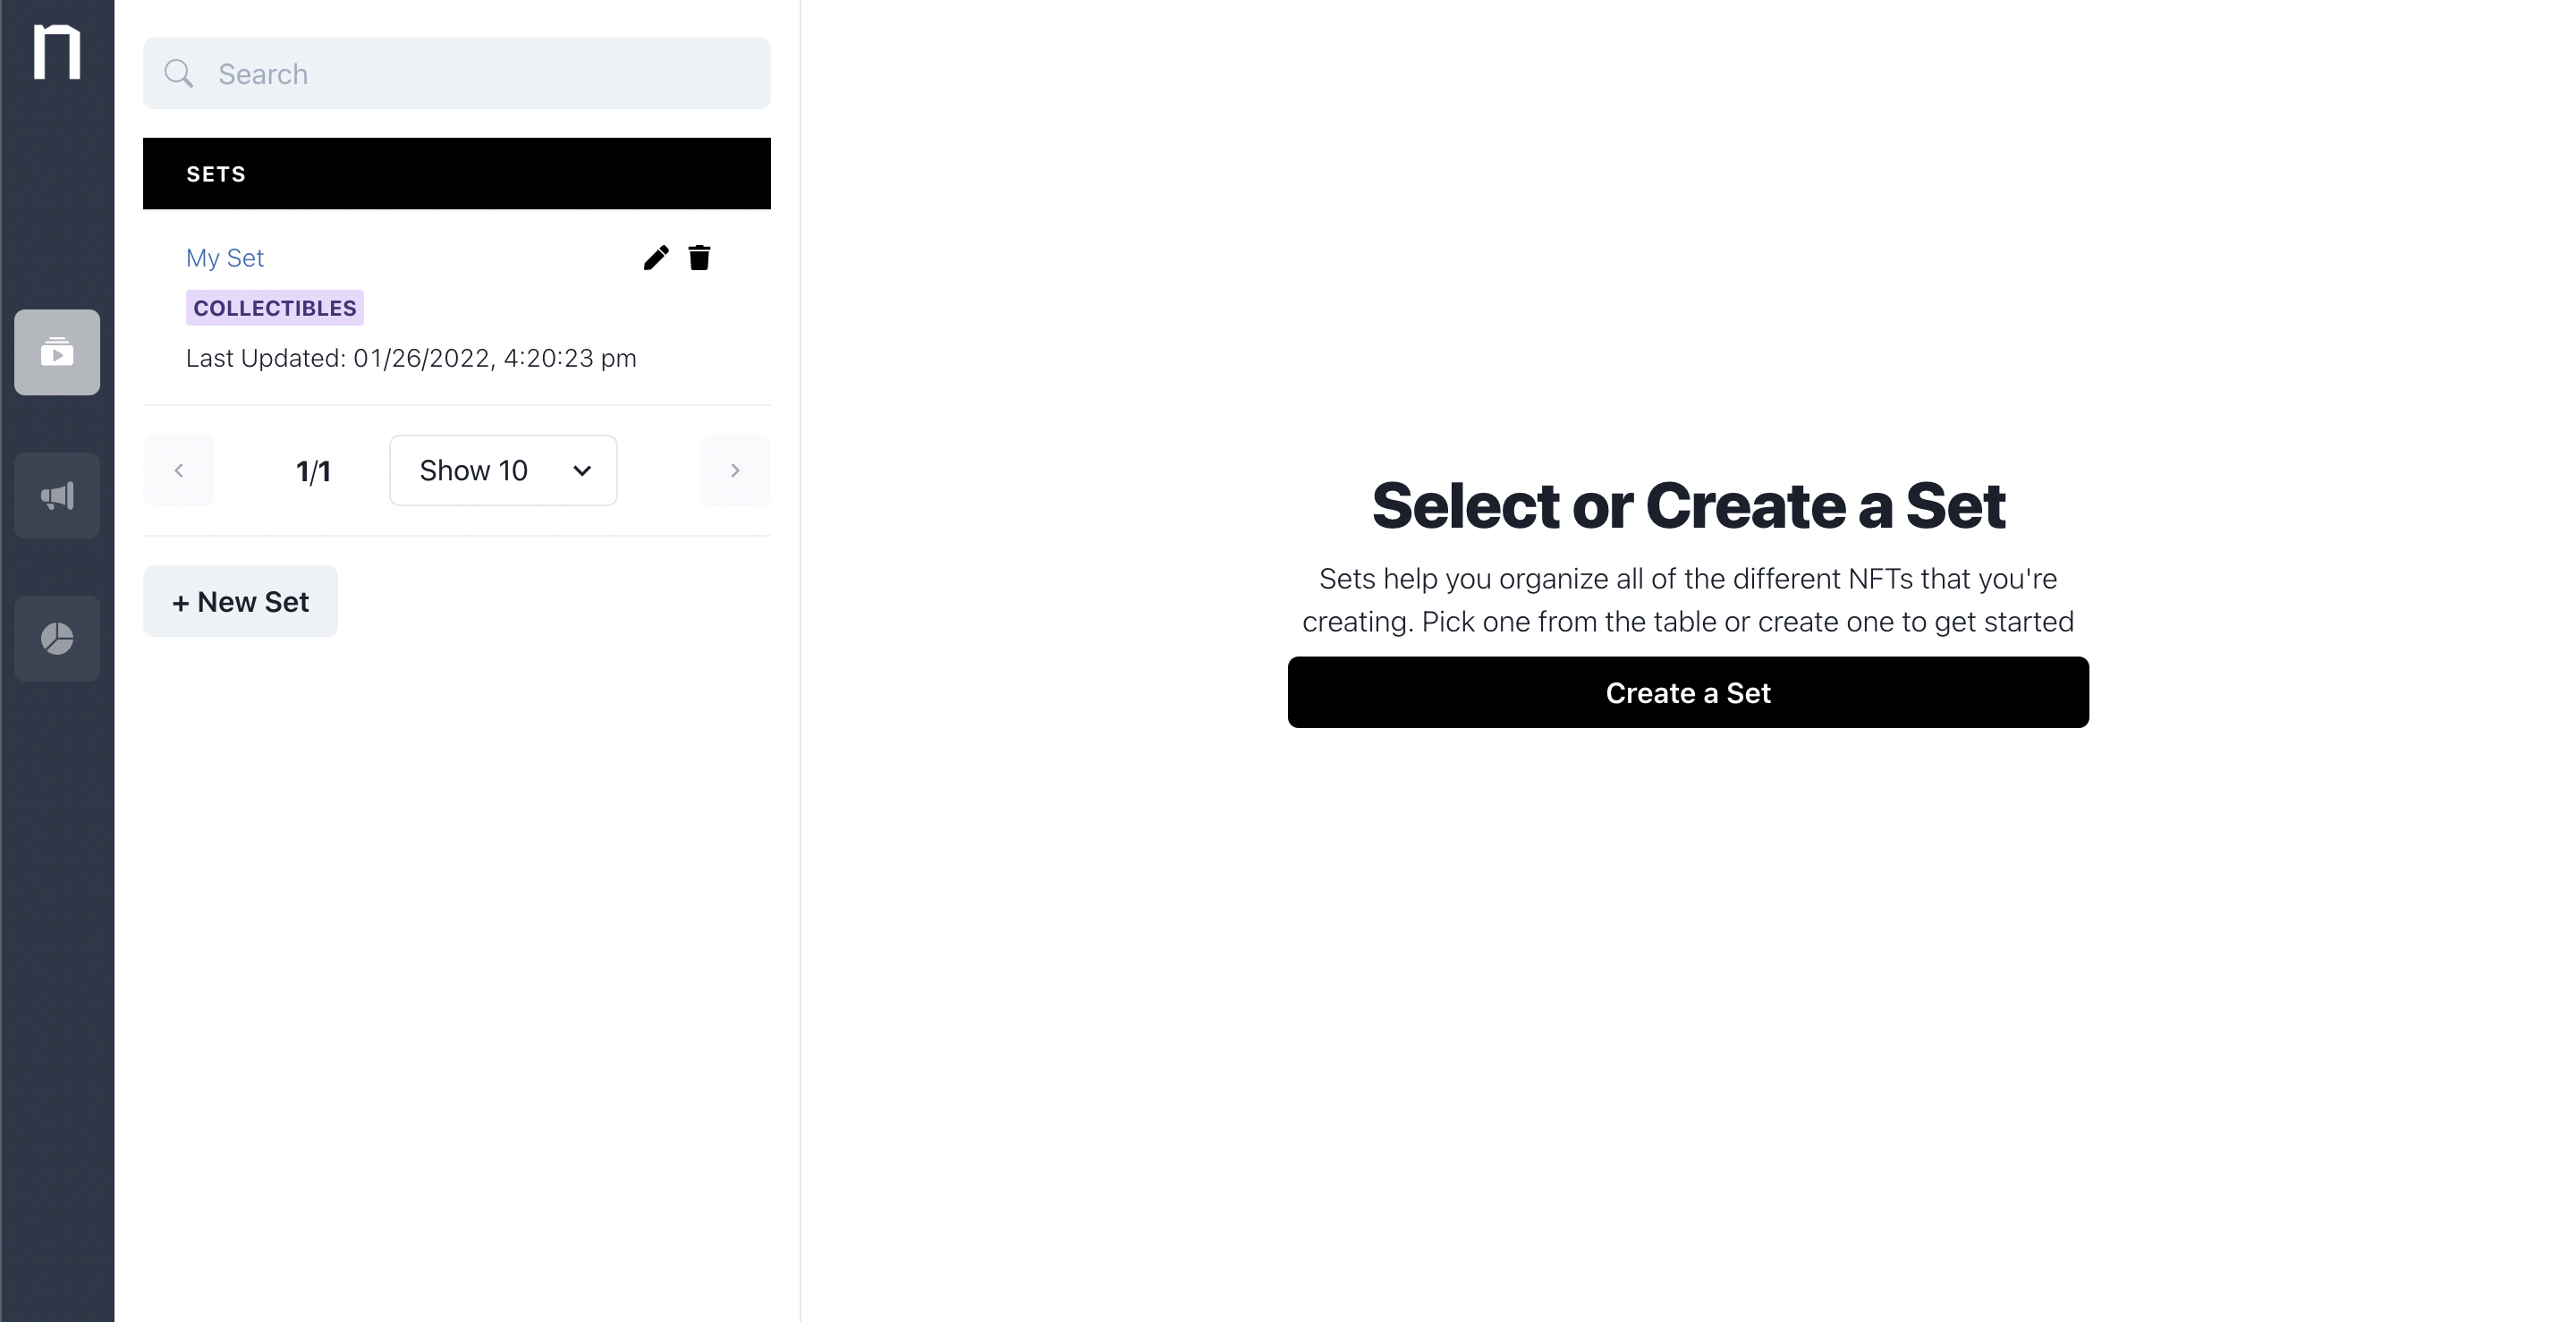 n
Search
SETS
My Set
COLLECTIBLES
Last Updated: 01/26/2022, 4:20:23 pm
1/1
Show 10
+ New Set
Select or Create a Set
Sets help you organize all of the different NFTs that you're
creating. Pick one from the table or create one to get started
Create a Set